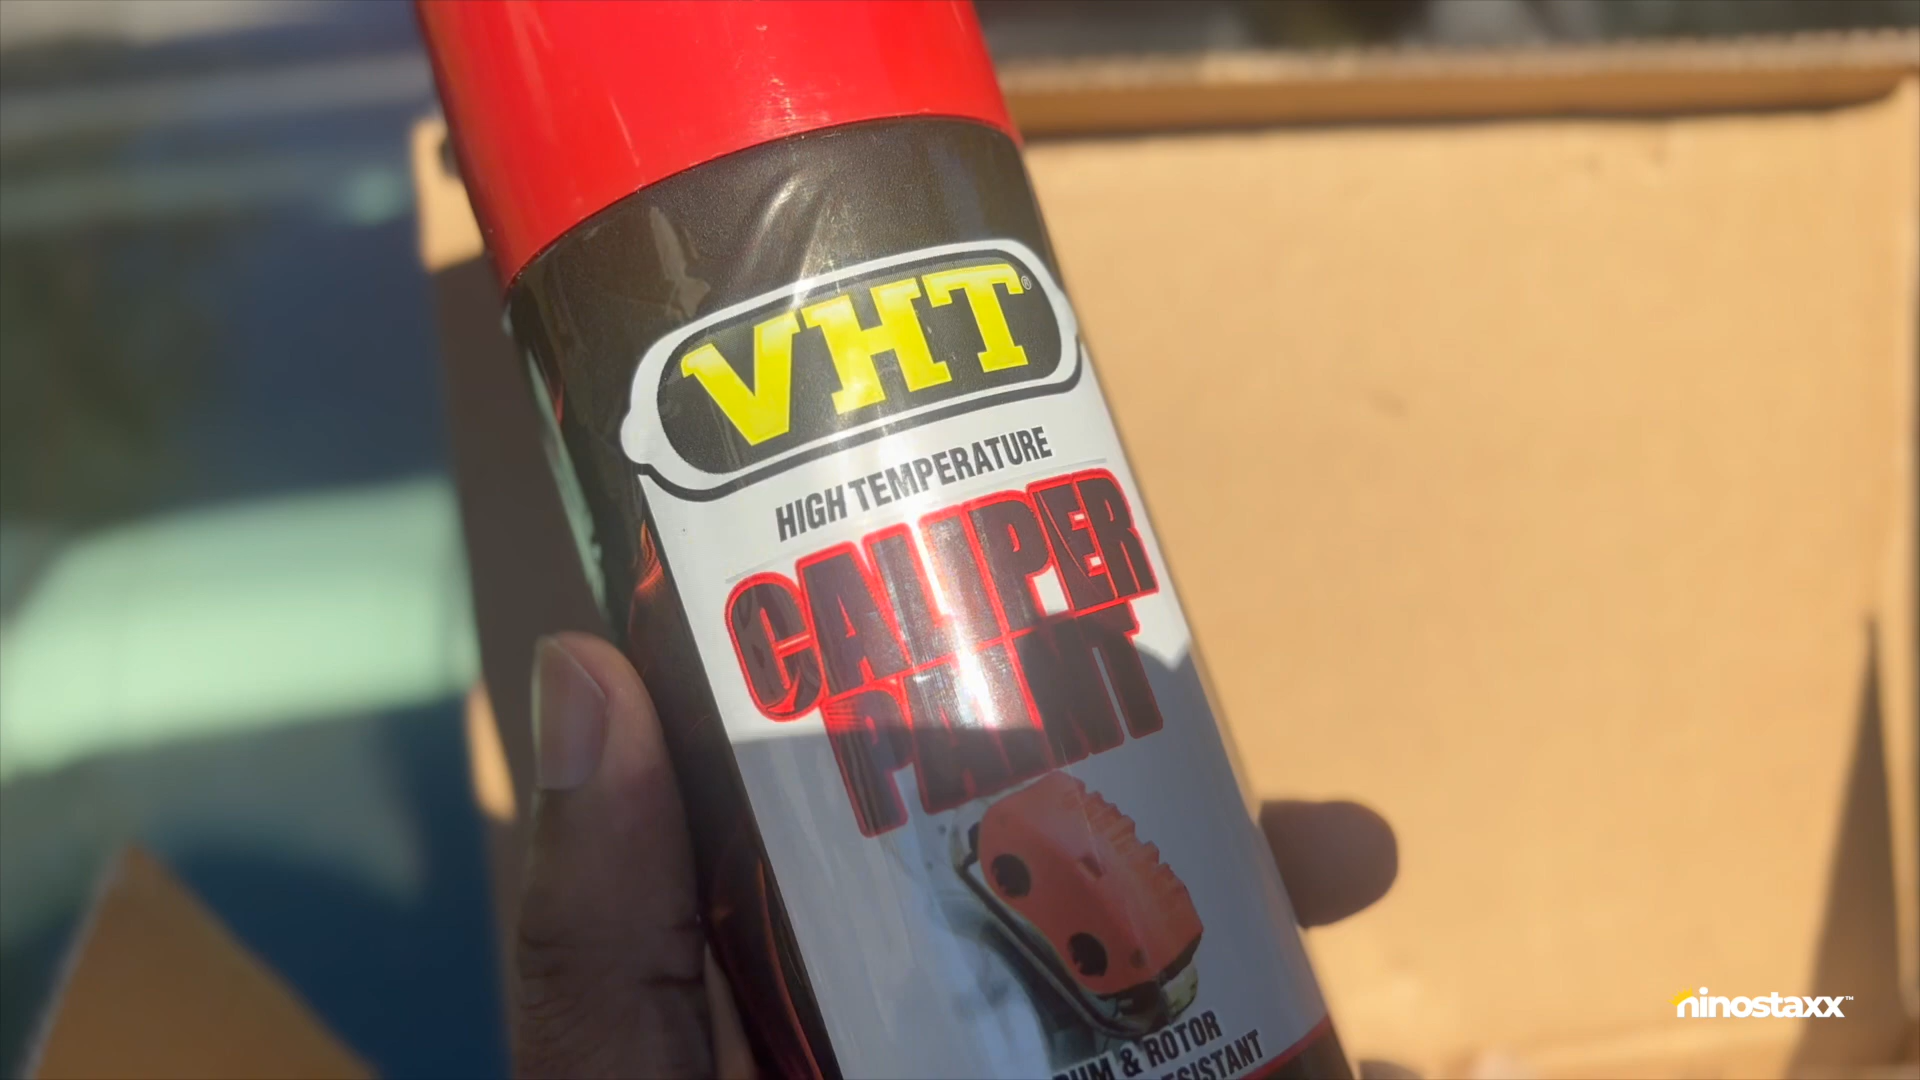 VHT®
HIGH TEMPERATURE
CALIPER
PAINT
& ROTOR
ninostaxx™